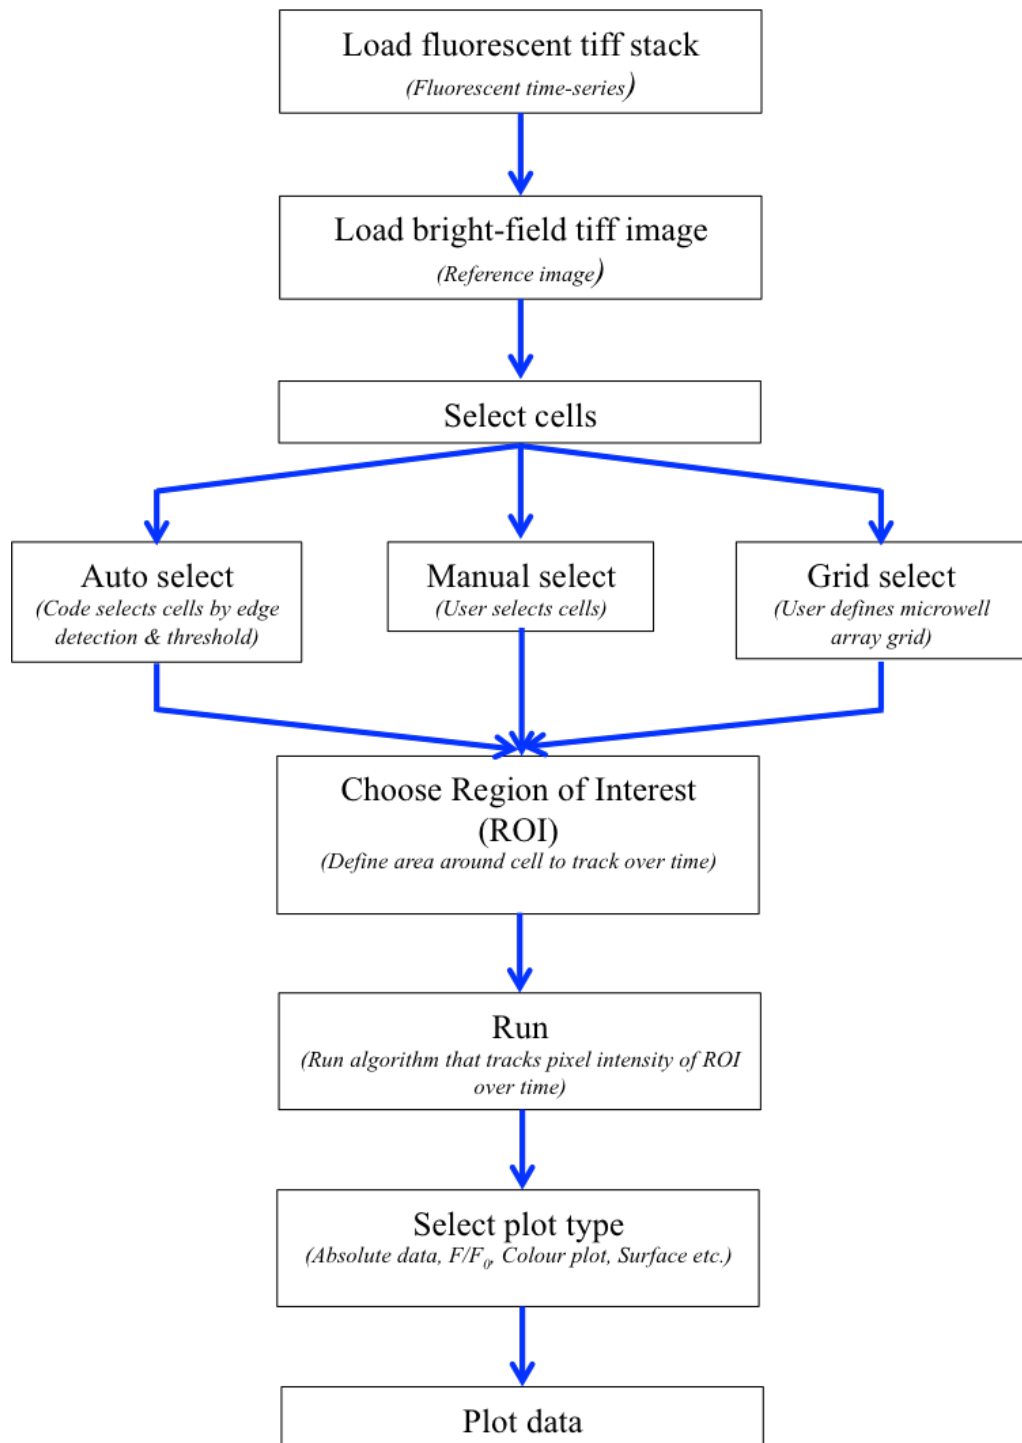 Load fluorescent tiff stack
(Fluorescent time-series)
Load bright-field tiff image
(Reference image)
Select cells
Auto select
(Code selects cells by edge
detection & threshold)
Manual select
(User selects cells)
Grid select
(User defines microwell
array grid)
Choose Region of Interest
(ROI)
(Define area around cell to track over time)
Run
(Run algorithm that tracks pixel intensity of ROI
over time)
Select plot type
(Absolute data, F/F₀, Colour plot, Surface etc.)
Plot data